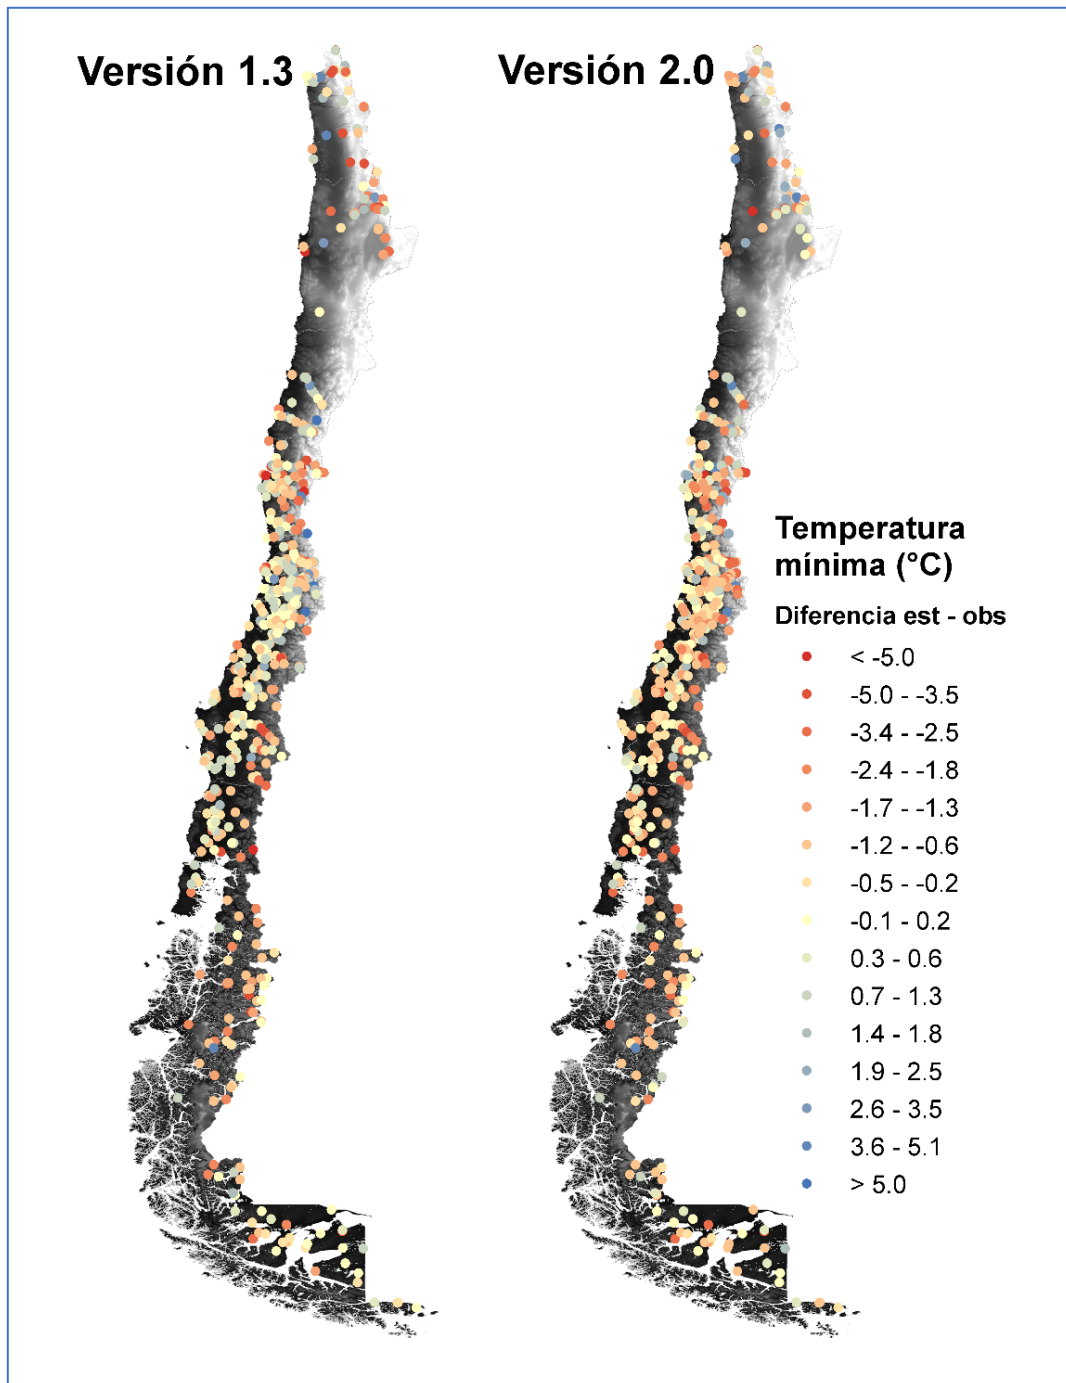 Versión 1.3
Versión 2.0
Temperatura
mínima (°C)
Diferencia est - obs
< -5.0
-5.0 - -3.5
-3.4 - -2.5
-2.4 - -1.8
-1.7 - -1.3
-1.2 - -0.6
-0.5 - -0.2
-0.1 - 0.2
0.3 - 0.6
0.7 - 1.3
1.4 - 1.8
1.9 - 2.5
2.6 - 3.5
3.6 - 5.1
> 5.0